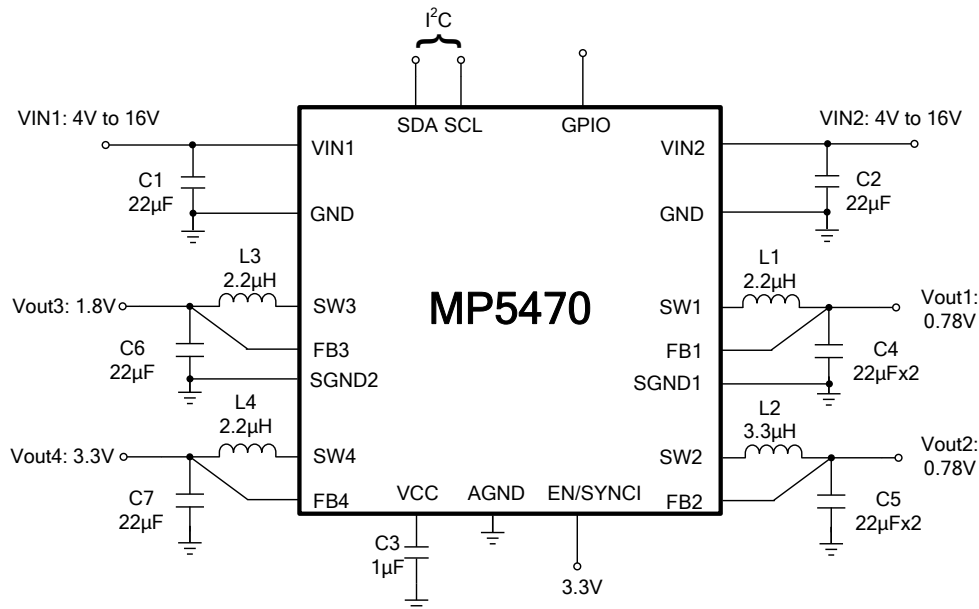 I²C
VIN1: 4V to 16V
VIN2: 4V to 16V
SDA SCL
GPIO
VIN1
VIN2
C1
22µF
C2
22µF
GND
GND
L3
2.2µH
L1
2.2µH
Vout3: 1.8V
SW3
MP5470
SW1
Vout1:
0.78V
C6
22µF
FB3
FB1
C4
22µFx2
SGND2
SGND1
L4
2.2µH
L2
3.3µH
Vout4: 3.3V
SW4
SW2
Vout2:
0.78V
C7
22µF
FB4
VCC
AGND
EN/SYNCI
FB2
C5
22µFx2
C3
1µF
3.3V